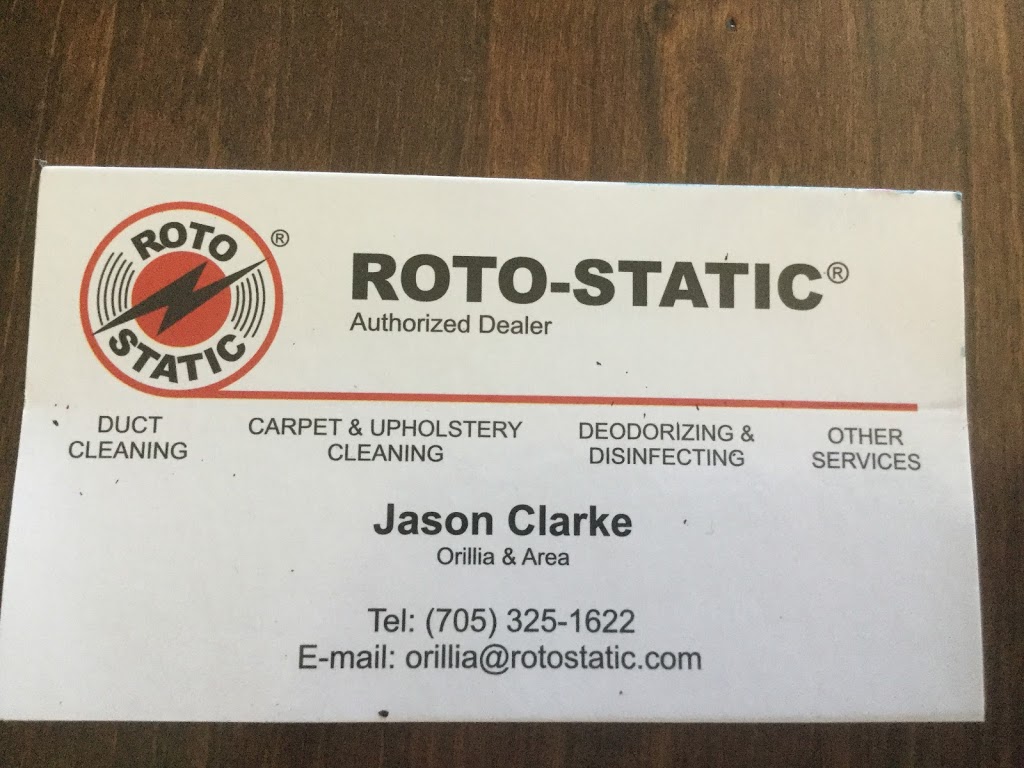 ROTO
STATIC
®
ROTO-STATIC®
Authorized Dealer
DUCT
CLEANING
CARPET & UPHOLSTERY
CLEANING
DEODORIZING &
DISINFECTING
OTHER
SERVICES
Jason Clarke
Orillia & Area
Tel: (705) 325-1622
E-mail: orillia@rotostatic.com